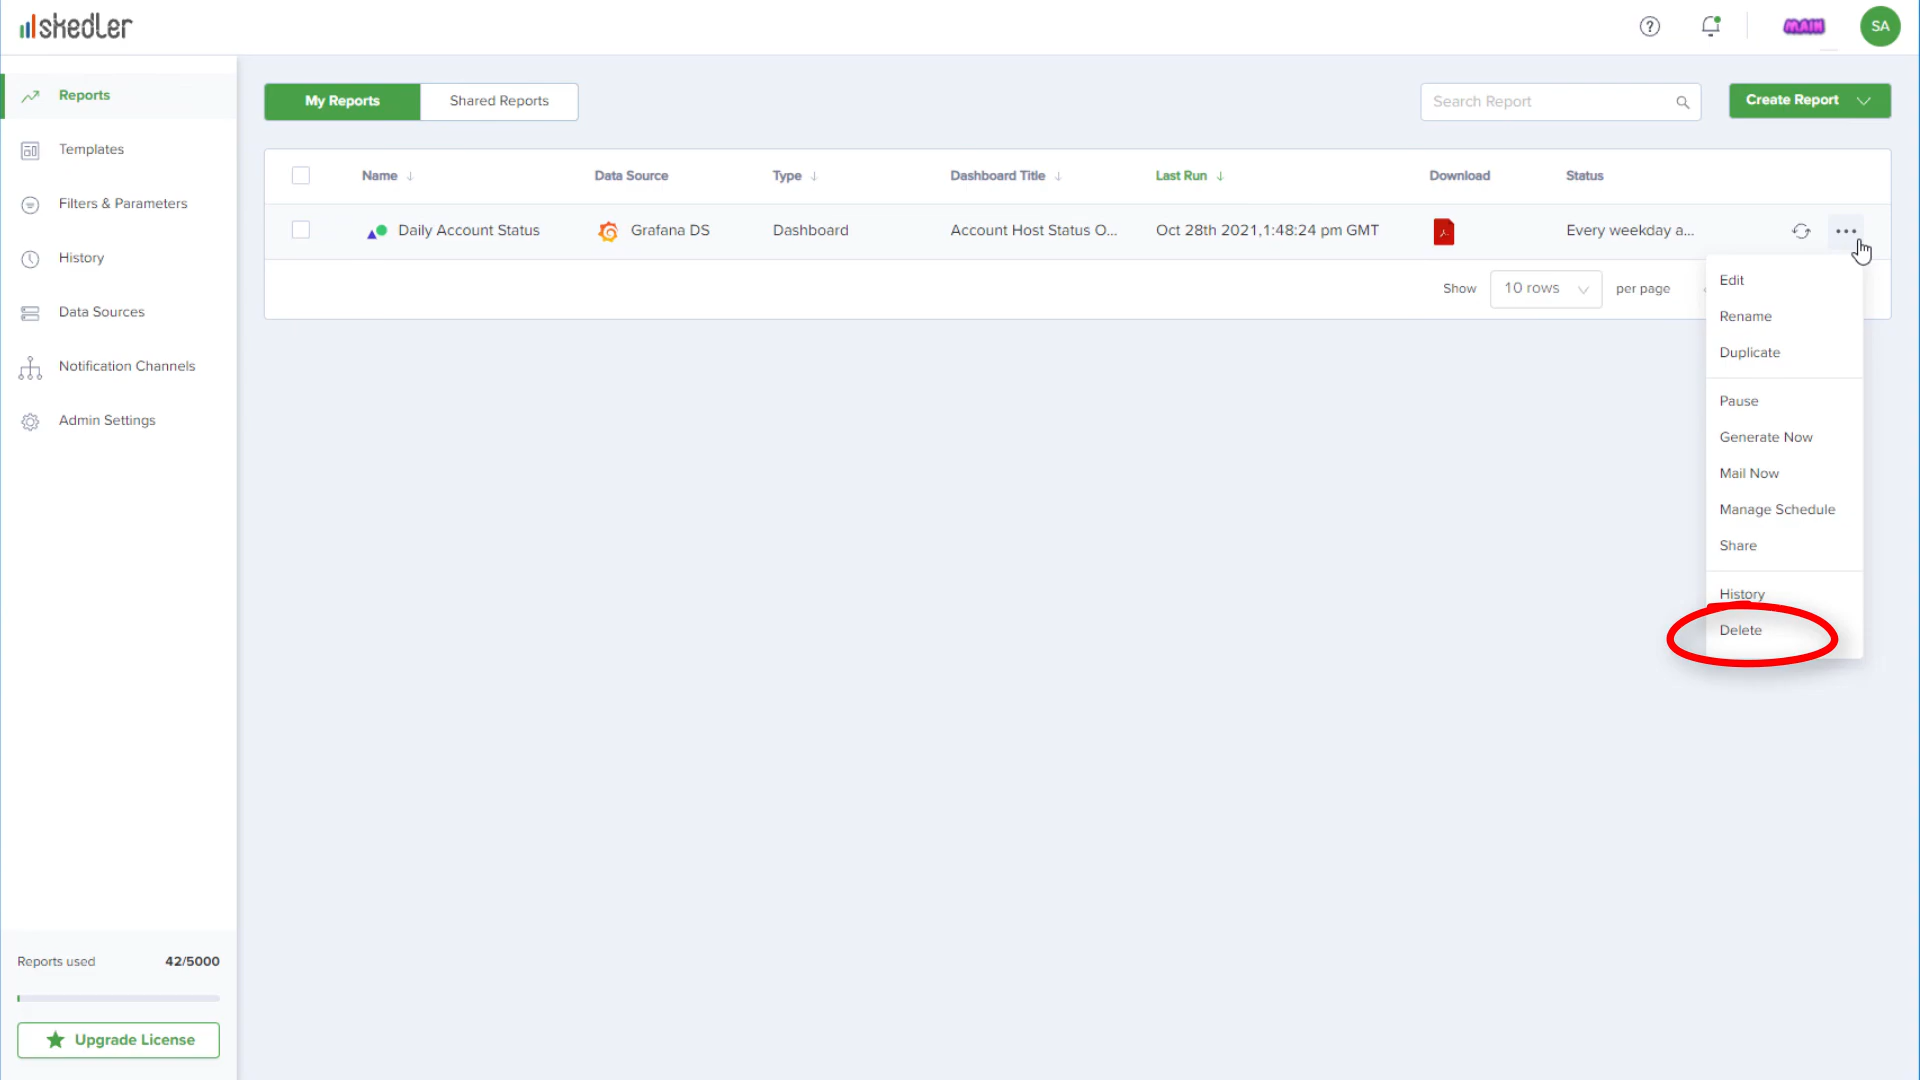 skedler
?
MAIN
SA
Reports
Templates
Filters & Parameters
History
Data Sources
Notification Channels
Admin Settings
Reports used 42/5000
Upgrade License
My Reports Shared Reports
Search Report
Create Report
Name Data Source Type Dashboard Title Last Run Download Status
Daily Account Status Grafana DS Dashboard Account Host Status O... Oct 28th 2021,1:48:24 pm GMT Every weekday a...
Show 10 rows per page
Edit
Rename
Duplicate
Pause
Generate Now
Mail Now
Manage Schedule
Share
History
Delete